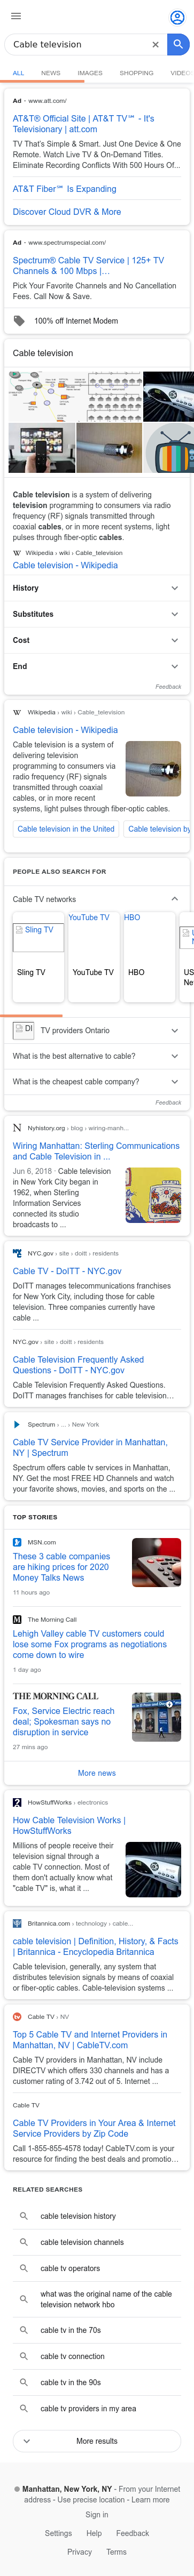 Cable television
ALL NEWS IMAGES SHOPPING VIDEOS
Ad · www.att.com/
AT&T® Official Site | AT&T TV℠ - It's
Televisionary | att.com
TV That's Simple & Smart. Just One Device & One
Remote. Watch Live TV & On-Demand Titles.
Eliminate Recording Conflicts With 500 Hours Of...
AT&T Fiber℠ Is Expanding
Discover Cloud DVR & More
Ad · www.spectrumspecial.com/
Spectrum® Cable TV Service | 125+ TV
Channels & 100 Mbps |…
Pick Your Favorite Channels and No Cancellation
Fees. Call Now & Save.
100% off Internet Modem
Cable television
Cable television is a system of delivering
television programming to consumers via radio
frequency (RF) signals transmitted through
coaxial cables, or in more recent systems, light
pulses through fiber-optic cables.
Wikipedia › wiki › Cable_television
Cable television - Wikipedia
History
Substitutes
Cost
End
Feedback
Wikipedia › wiki › Cable_television
Cable television - Wikipedia
Cable television is a
system of delivering
television programming
to consumers via radio
frequency (RF) signals
transmitted through
coaxial cables, or in
more recent
systems, light pulses through fiber-optic cables.
Cable television in the United
Cable television by
PEOPLE ALSO SEARCH FOR
Cable TV networks
Sling TV
YouTube TV
HBO
Sling TV
YouTube TV
HBO
US
Ne
DI
TV providers Ontario
What is the best alternative to cable?
What is the cheapest cable company?
Feedback
Nyhistory.org › blog › wiring-manh...
Wiring Manhattan: Sterling Communications
and Cable Television in ...
Jun 6, 2018 · Cable television
in New York City began in
1962, when Sterling
Information Services
connected its studio
broadcasts to ...
NYC.gov › site › doitt › residents
Cable TV - DoITT - NYC.gov
DoITT manages telecommunications franchises
for New York City, including those for cable
television. Three companies currently have
cable ...
NYC.gov › site › doitt › residents
Cable Television Frequently Asked
Questions - DoITT - NYC.gov
Cable Television Frequently Asked Questions.
DoITT manages franchises for cable television…
Spectrum › ... › New York
Cable TV Service Provider in Manhattan,
NY | Spectrum
Spectrum offers cable tv services in Manhattan,
NY. Get the most FREE HD Channels and watch
your favorite shows, movies, and sports on the ...
TOP STORIES
MSN.com
These 3 cable companies
are hiking prices for 2020
Money Talks News
11 hours ago
The Morning Call
Lehigh Valley cable TV customers could
lose some Fox programs as negotiations
come down to wire
1 day ago
THE MORNING CALL
Fox, Service Electric reach
deal; Spokesman says no
disruption in service
27 mins ago
More news
HowStuffWorks › electronics
How Cable Television Works |
HowStuffWorks
Millions of people receive their
television signal through a
cable TV connection. Most of
them don't actually know what
"cable TV" is, what it ...
Britannica.com › technology › cable...
cable television | Definition, History, & Facts
| Britannica - Encyclopedia Britannica
Cable television, generally, any system that
distributes television signals by means of coaxial
or fiber-optic cables. Cable-television systems ...
Cable TV › NV
Top 5 Cable TV and Internet Providers in
Manhattan, NV | CableTV.com
Cable TV providers in Manhattan, NV include
DIRECTV which offers 330 channels and has a
customer rating of 3.742 out of 5. Internet ...
Cable TV
Cable TV Providers in Your Area & Internet
Service Providers by Zip Code
Call 1-855-855-4578 today! CableTV.com is your
resource for finding the best deals and promotio…
RELATED SEARCHES
cable television history
cable television channels
cable tv operators
what was the original name of the cable
television network hbo
cable tv in the 70s
cable tv connection
cable tv in the 90s
cable tv providers in my area
More results
Manhattan, New York, NY - From your Internet
address - Use precise location - Learn more
Sign in
Settings Help Feedback
Privacy Terms